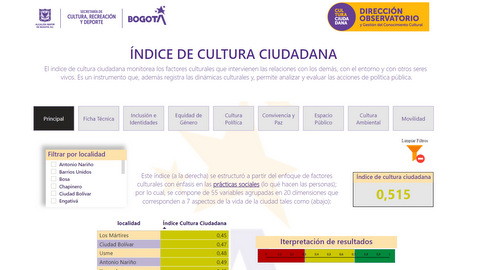 SECRETARÍA DE
CULTURA, RECREACIÓN
Y DEPORTE
BOGOTÁ
CUL
TURA
CIUDA
DANA
DIRECCIÓN
OBSERVATORIO
y Gestión del Conocimiento Cultural
ÍNDICE DE CULTURA CIUDADANA
El índice de cultura ciudadana monitorea los factores culturales que intervienen las relaciones con los demás, con el entorno y con otros seres
vivos. Es un instrumento que, además registra las dinámicas culturales y, permite analizar y evaluar las acciones de política pública.
Principal
Ficha Técnica
Inclusión e
Identidades
Equidad de
Género
Cultura
Política
Convivencia y
Paz
Espacio
Público
Cultura
Ambiental
Movilidad
Limpiar Filtros
Filtrar por localidad
Antonio Nariño
Barrios Unidos
Bosa
Chapinero
Ciudad Bolívar
Engativá
Este índice (a la derecha) se estructuró a partir del enfoque de factores
culturales con énfasis en las prácticas sociales (lo qué hacen las personas);
por lo cual, se compone de 55 variables agrupadas en 20 dimensiones que
corresponden a 7 aspectos de la vida de la ciudad tales como (abajo):
Índice de cultura ciudadana
0,515
localidad Índice Cultura Ciudadana
Los Mártires 0,45
Ciudad Bolívar 0,47
Usme 0,48
Antonio Nariño 0,49
Iterpretación de resultados